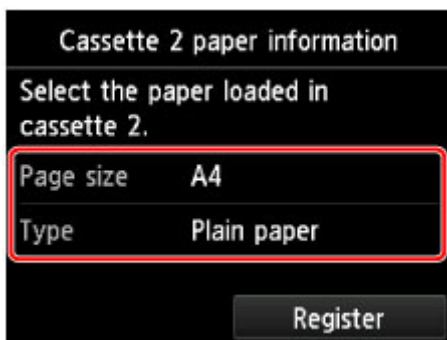 Cassette 2 paper information
Select the paper loaded in
cassette 2.
Page size A4
Type Plain paper
Register